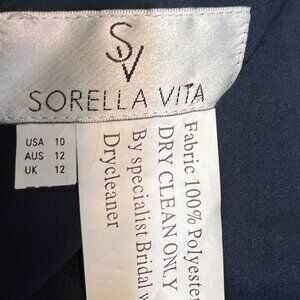 SV
SORELLA VITA
USA 10
AUS 12
UK 12
Fabric 100% Polyester
DRY CLEAN ONLY
By specialist Bridal
Drycleaner